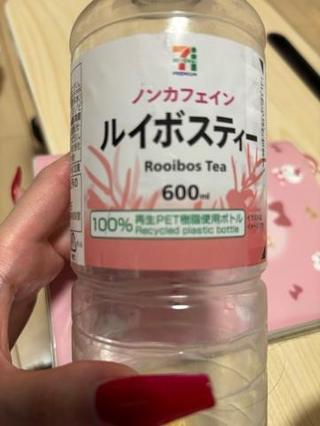 PREMIUM
ノンカフェイン
ルイボスティー
Rooibos Tea
600ml
100% 再生PET樹脂使用ボトル
Recycled plastic bottle